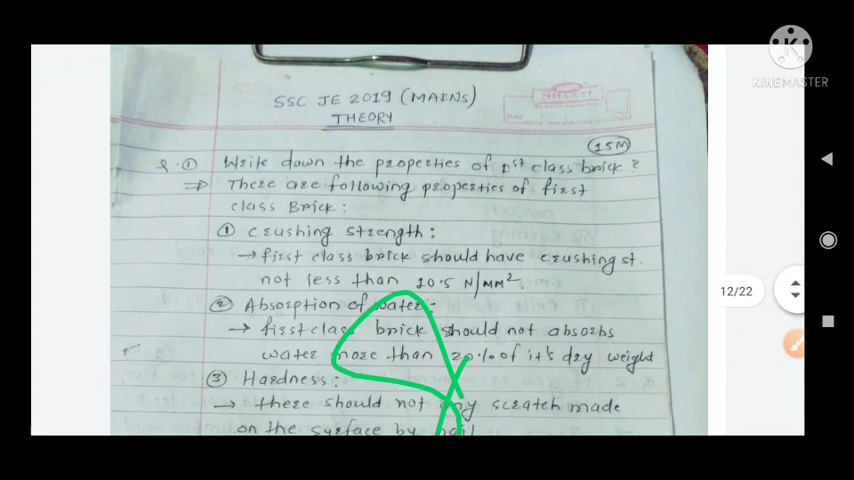 KINEMASTER
SSC JE 2019 (MAINS)
THEORY
SHAKTI
15M
Q.① Write down the properties of 1st class brick?
⇒ There are following properties of first
class Brick:
① Crushing strength:
→ first class brick should have crushing st.
not less than 10.5 N/mm².
② Absorption of water:
→ first class brick should not absorbs
water more than 20% of it's dry weight
③ Hardness:
→ there should not any scratch made
on the surface by nail
12/22